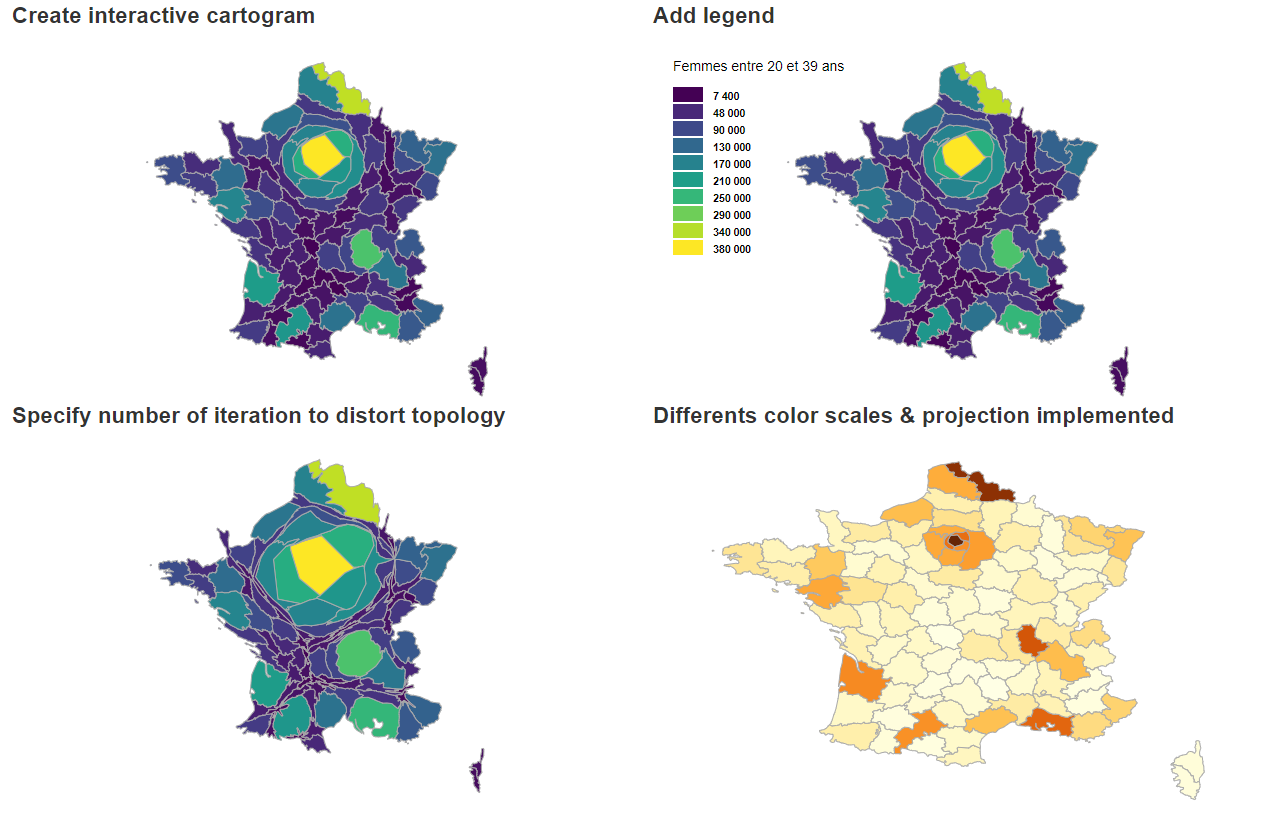 Create interactive cartogram
Add legend
Femmes entre 20 et 39 ans
7 400
48 000
90 000
130 000
170 000
210 000
250 000
290 000
340 000
380 000
Specify number of iteration to distort topology
Differents color scales & projection implemented